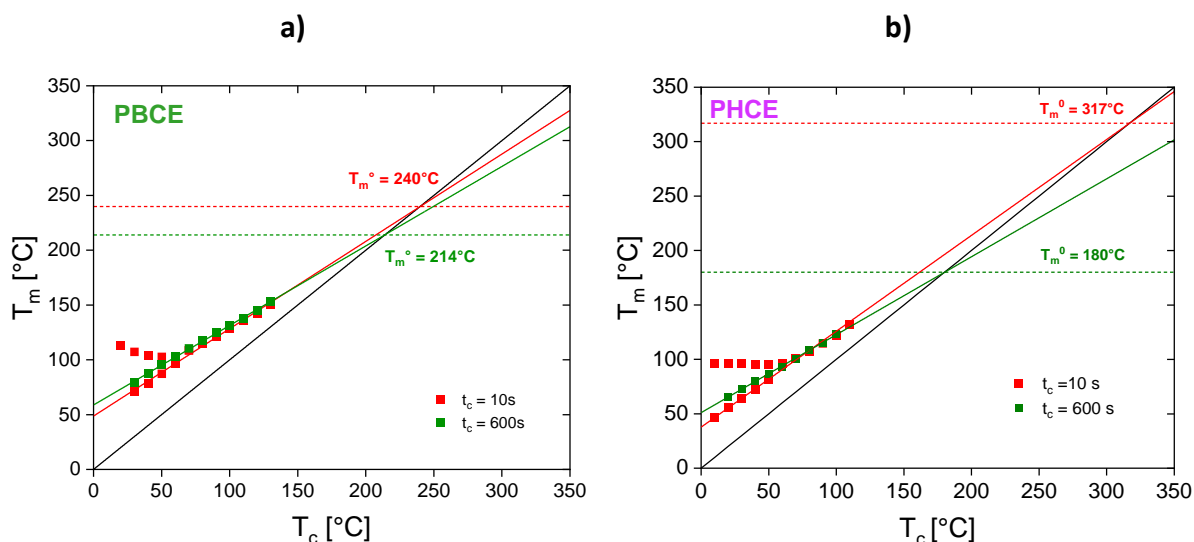 a)
b)
PBCE
T_m° = 240°C
T_m° = 214°C
t_c = 10s
t_c = 600s
T_m [°C]
350
300
250
200
150
100
50
0
0 50 100 150 200 250 300 350
T_c [°C]
PHCE
T_m^0 = 317°C
T_m^0 = 180°C
t_c =10 s
t_c = 600 s
T_m [°C]
350
300
250
200
150
100
50
0
0 50 100 150 200 250 300 350
T_c [°C]